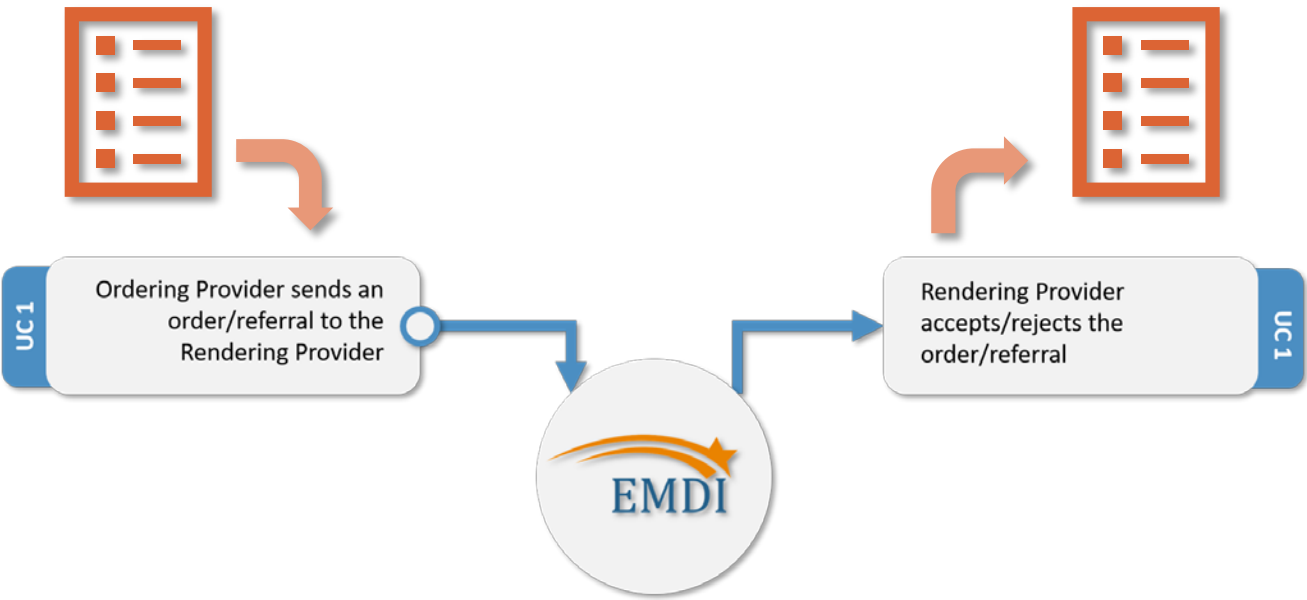 UC 1
Ordering Provider sends an
order/referral to the
Rendering Provider
EMDI
Rendering Provider
accepts/rejects the
order/referral
UC 1